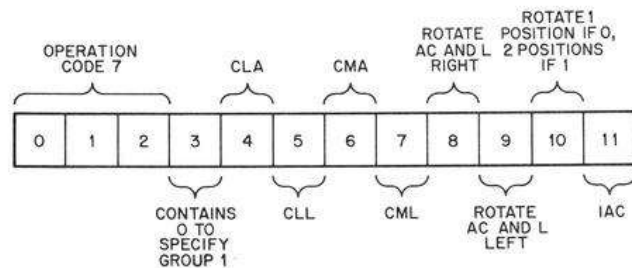 OPERATION
CODE 7
CLA
CMA
ROTATE
AC AND L
RIGHT
ROTATE 1
POSITION IF 0,
2 POSITIONS
IF 1
0 1 2 3 4 5 6 7 8 9 10 11
CONTAINS
0 TO
SPECIFY
GROUP 1
CLL
CML
ROTATE
AC AND L
LEFT
IAC